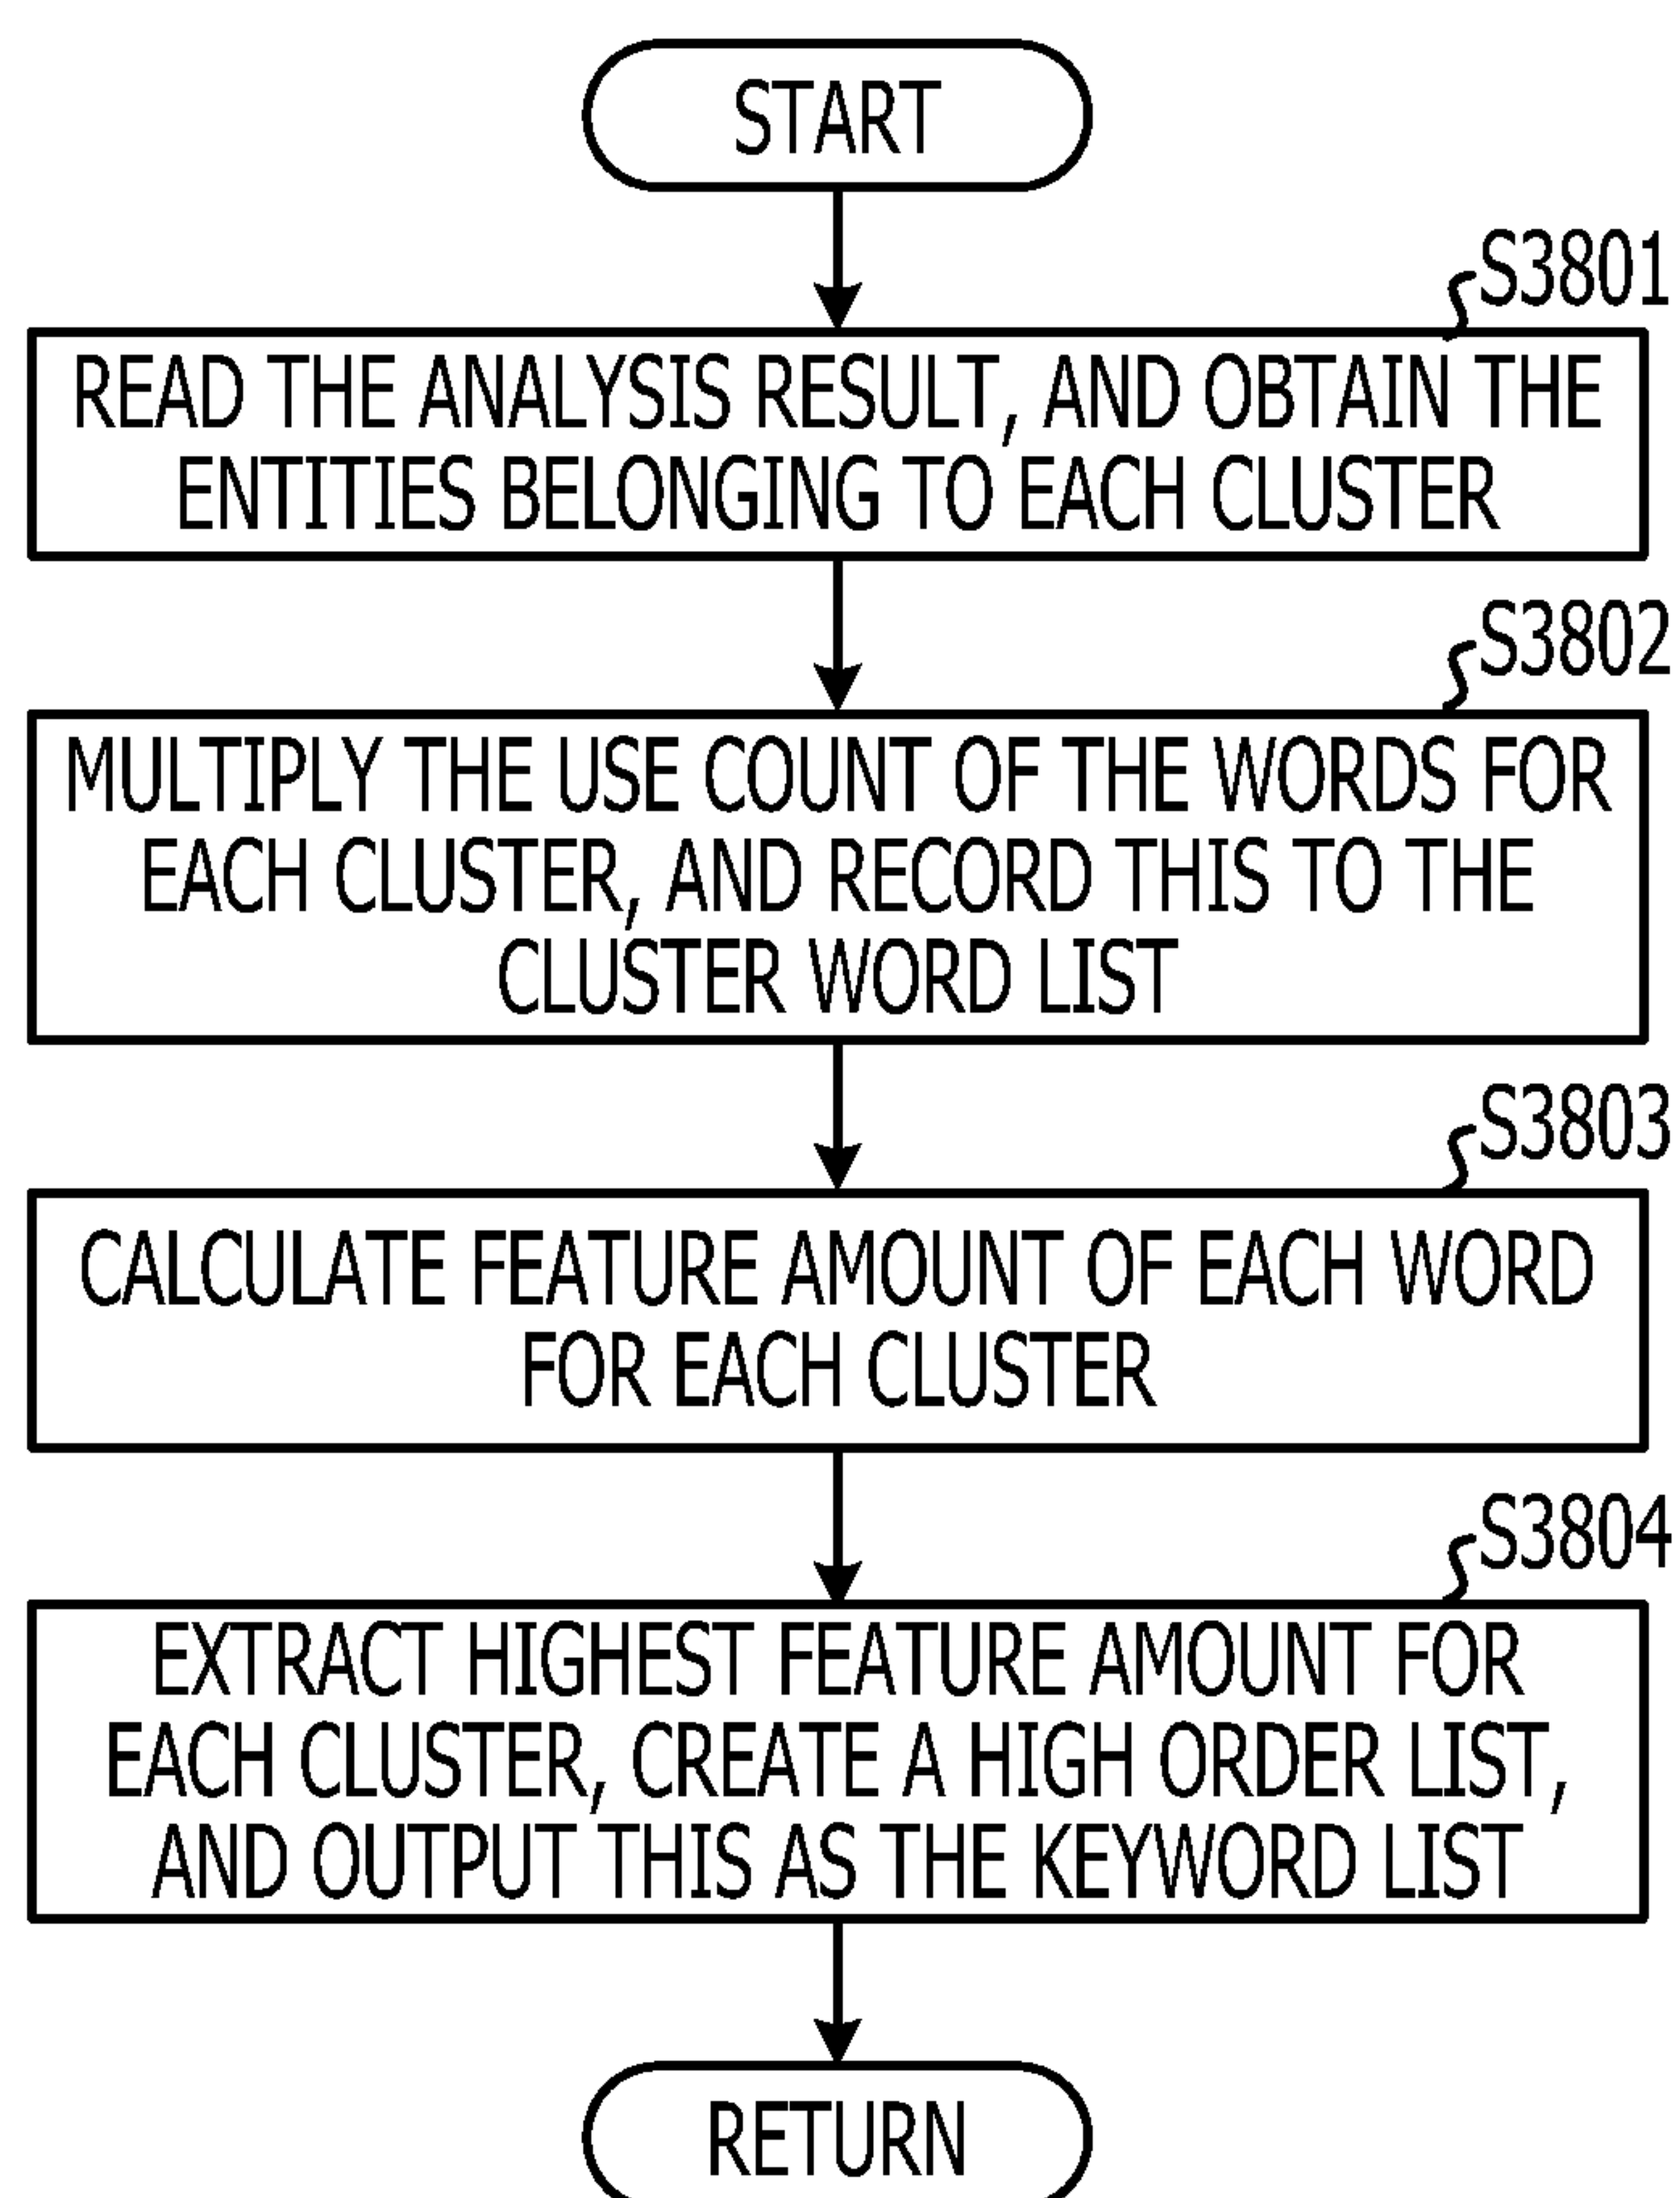 START
S3801
READ THE ANALYSIS RESULT, AND OBTAIN THE
ENTITIES BELONGING TO EACH CLUSTER
S3802
MULTIPLY THE USE COUNT OF THE WORDS FOR
EACH CLUSTER, AND RECORD THIS TO THE
CLUSTER WORD LIST
S3803
CALCULATE FEATURE AMOUNT OF EACH WORD
FOR EACH CLUSTER
S3804
EXTRACT HIGHEST FEATURE AMOUNT FOR
EACH CLUSTER, CREATE A HIGH ORDER LIST,
AND OUTPUT THIS AS THE KEYWORD LIST
RETURN